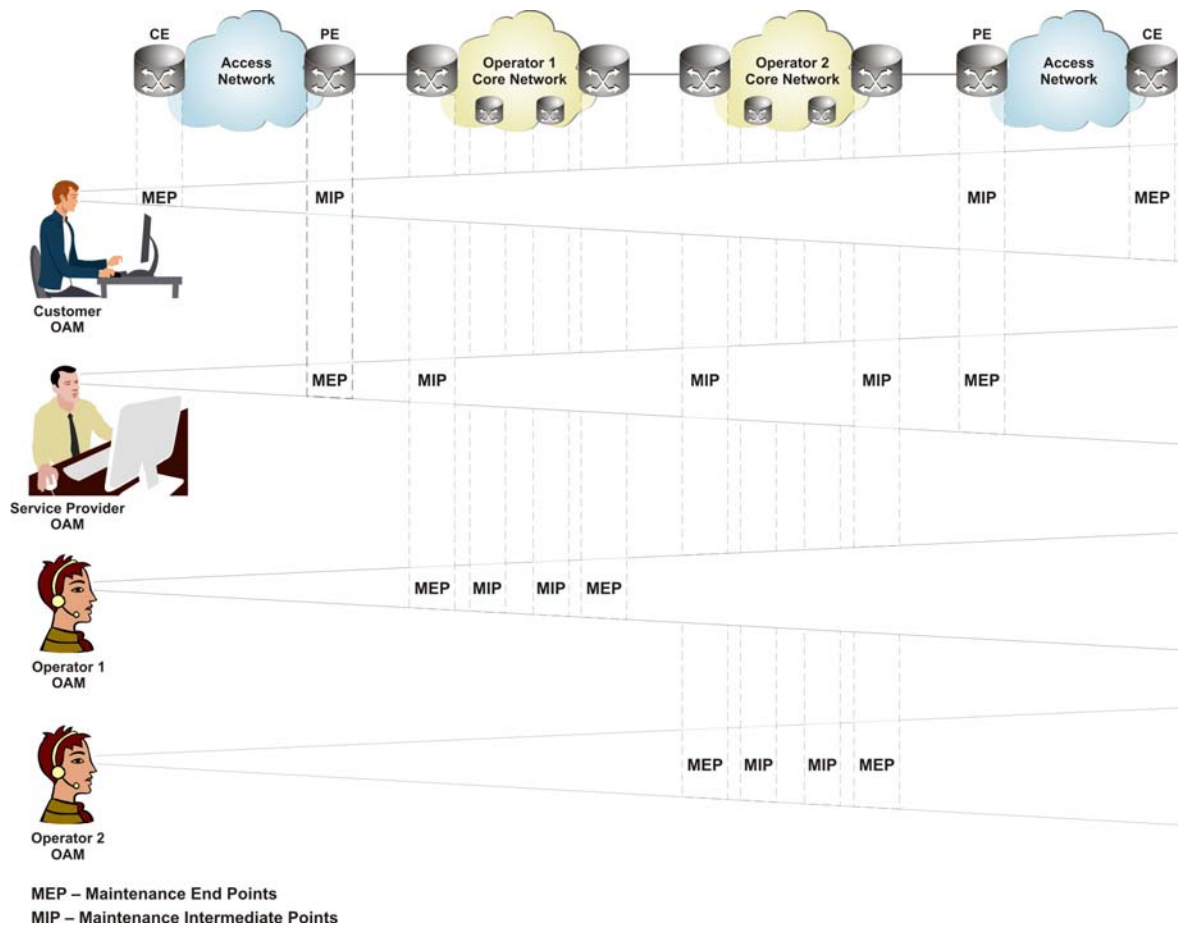 CE
PE
PE
CE
Access
Network
Operator 1
Core Network
Operator 2
Core Network
Access
Network
MEP
MIP
MIP
MEP
Customer
OAM
MEP
MIP
MIP
MIP
MEP
Service Provider
OAM
MEP
MIP
MIP
MEP
Operator 1
OAM
MEP
MIP
MIP
MEP
Operator 2
OAM
MEP – Maintenance End Points
MIP – Maintenance Intermediate Points